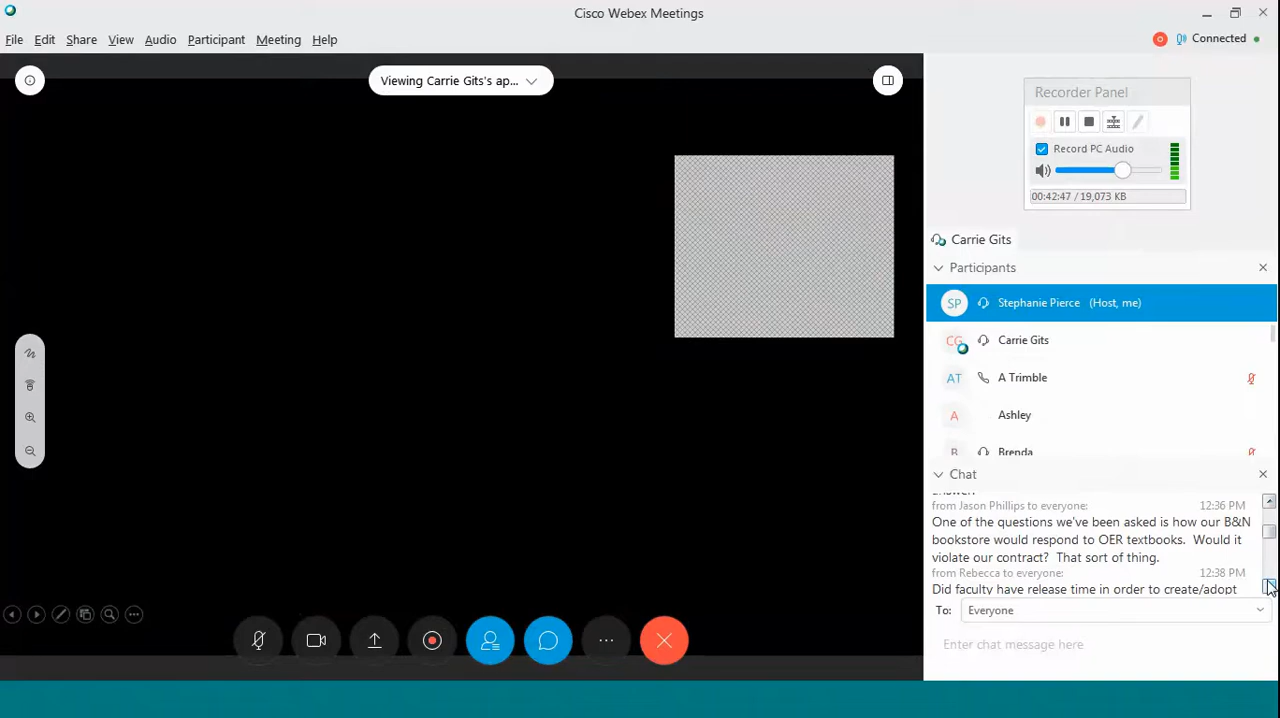 Cisco Webex Meetings
File Edit Share View Audio Participant Meeting Help
Connected
Viewing Carrie Gits's ap...
Recorder Panel
Record PC Audio
00:42:47 / 19,073 KB
Carrie Gits
Participants
SP Stephanie Pierce (Host, me)
CG Carrie Gits
AT A Trimble
A Ashley
B Brenda
Chat
from Jason Phillips to everyone: 12:36 PM
One of the questions we've been asked is how our B&N
bookstore would respond to OER textbooks. Would it
violate our contract? That sort of thing.
from Rebecca to everyone: 12:38 PM
Did faculty have release time in order to create/adopt
To: Everyone
Enter chat message here